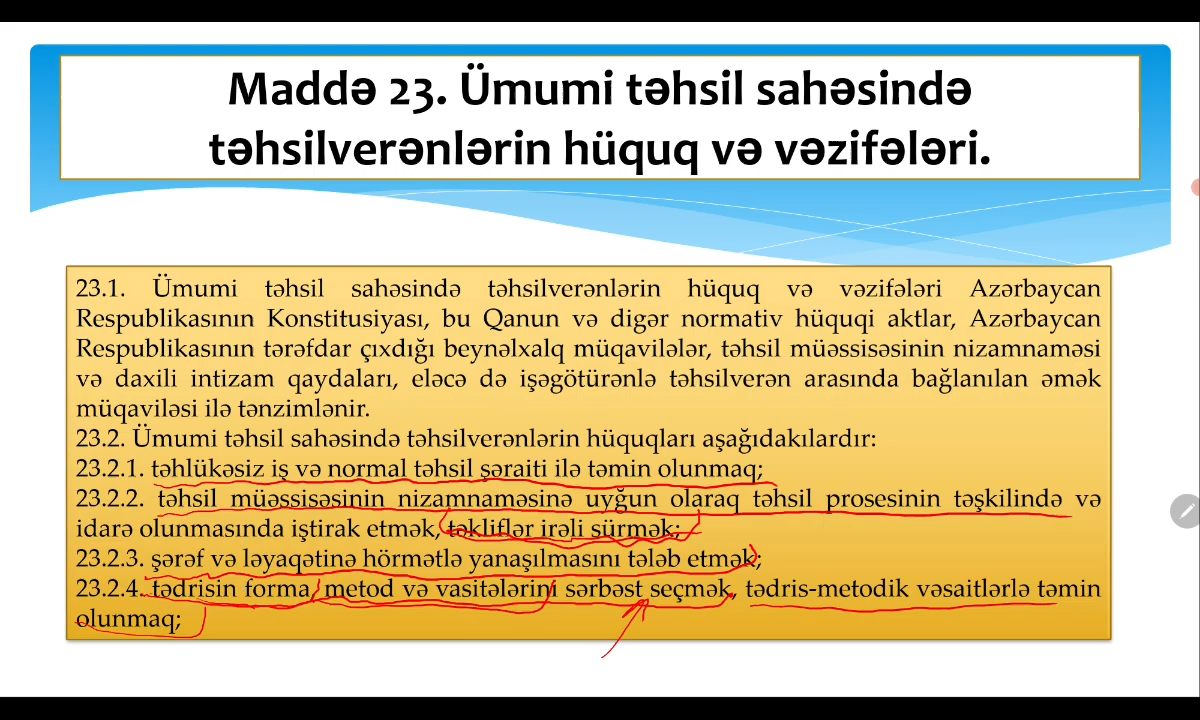 Maddə 23. Ümumi təhsil sahəsində
təhsilverənlərin hüquq və vəzifələri.
23.1. Ümumi təhsil sahəsində təhsilverənlərin hüquq və vəzifələri Azərbaycan
Respublikasının Konstitusiyası, bu Qanun və digər normativ hüquqi aktlar, Azərbaycan
Respublikasının tərəfdar çıxdığı beynəlxalq müqavilələr, təhsil müəssisəsinin nizamnaməsi
və daxili intizam qaydaları, eləcə də işəgötürənlə təhsilverən arasında bağlanılan əmək
müqaviləsi ilə tənzimlənir.
23.2. Ümumi təhsil sahəsində təhsilverənlərin hüquqları aşağıdakılardır:
23.2.1. təhlükəsiz iş və normal təhsil şəraiti ilə təmin olunmaq;
23.2.2. təhsil müəssisəsinin nizamnaməsinə uyğun olaraq təhsil prosesinin təşkilində və
idarə olunmasında iştirak etmək, təkliflər irəli sürmək;
23.2.3. şərəf və ləyaqətinə hörmətlə yanaşılmasını tələb etmək;
23.2.4. tədrisin forma, metod və vasitələrini sərbəst seçmək, tədris-metodik vəsaitlərlə təmin
olunmaq;